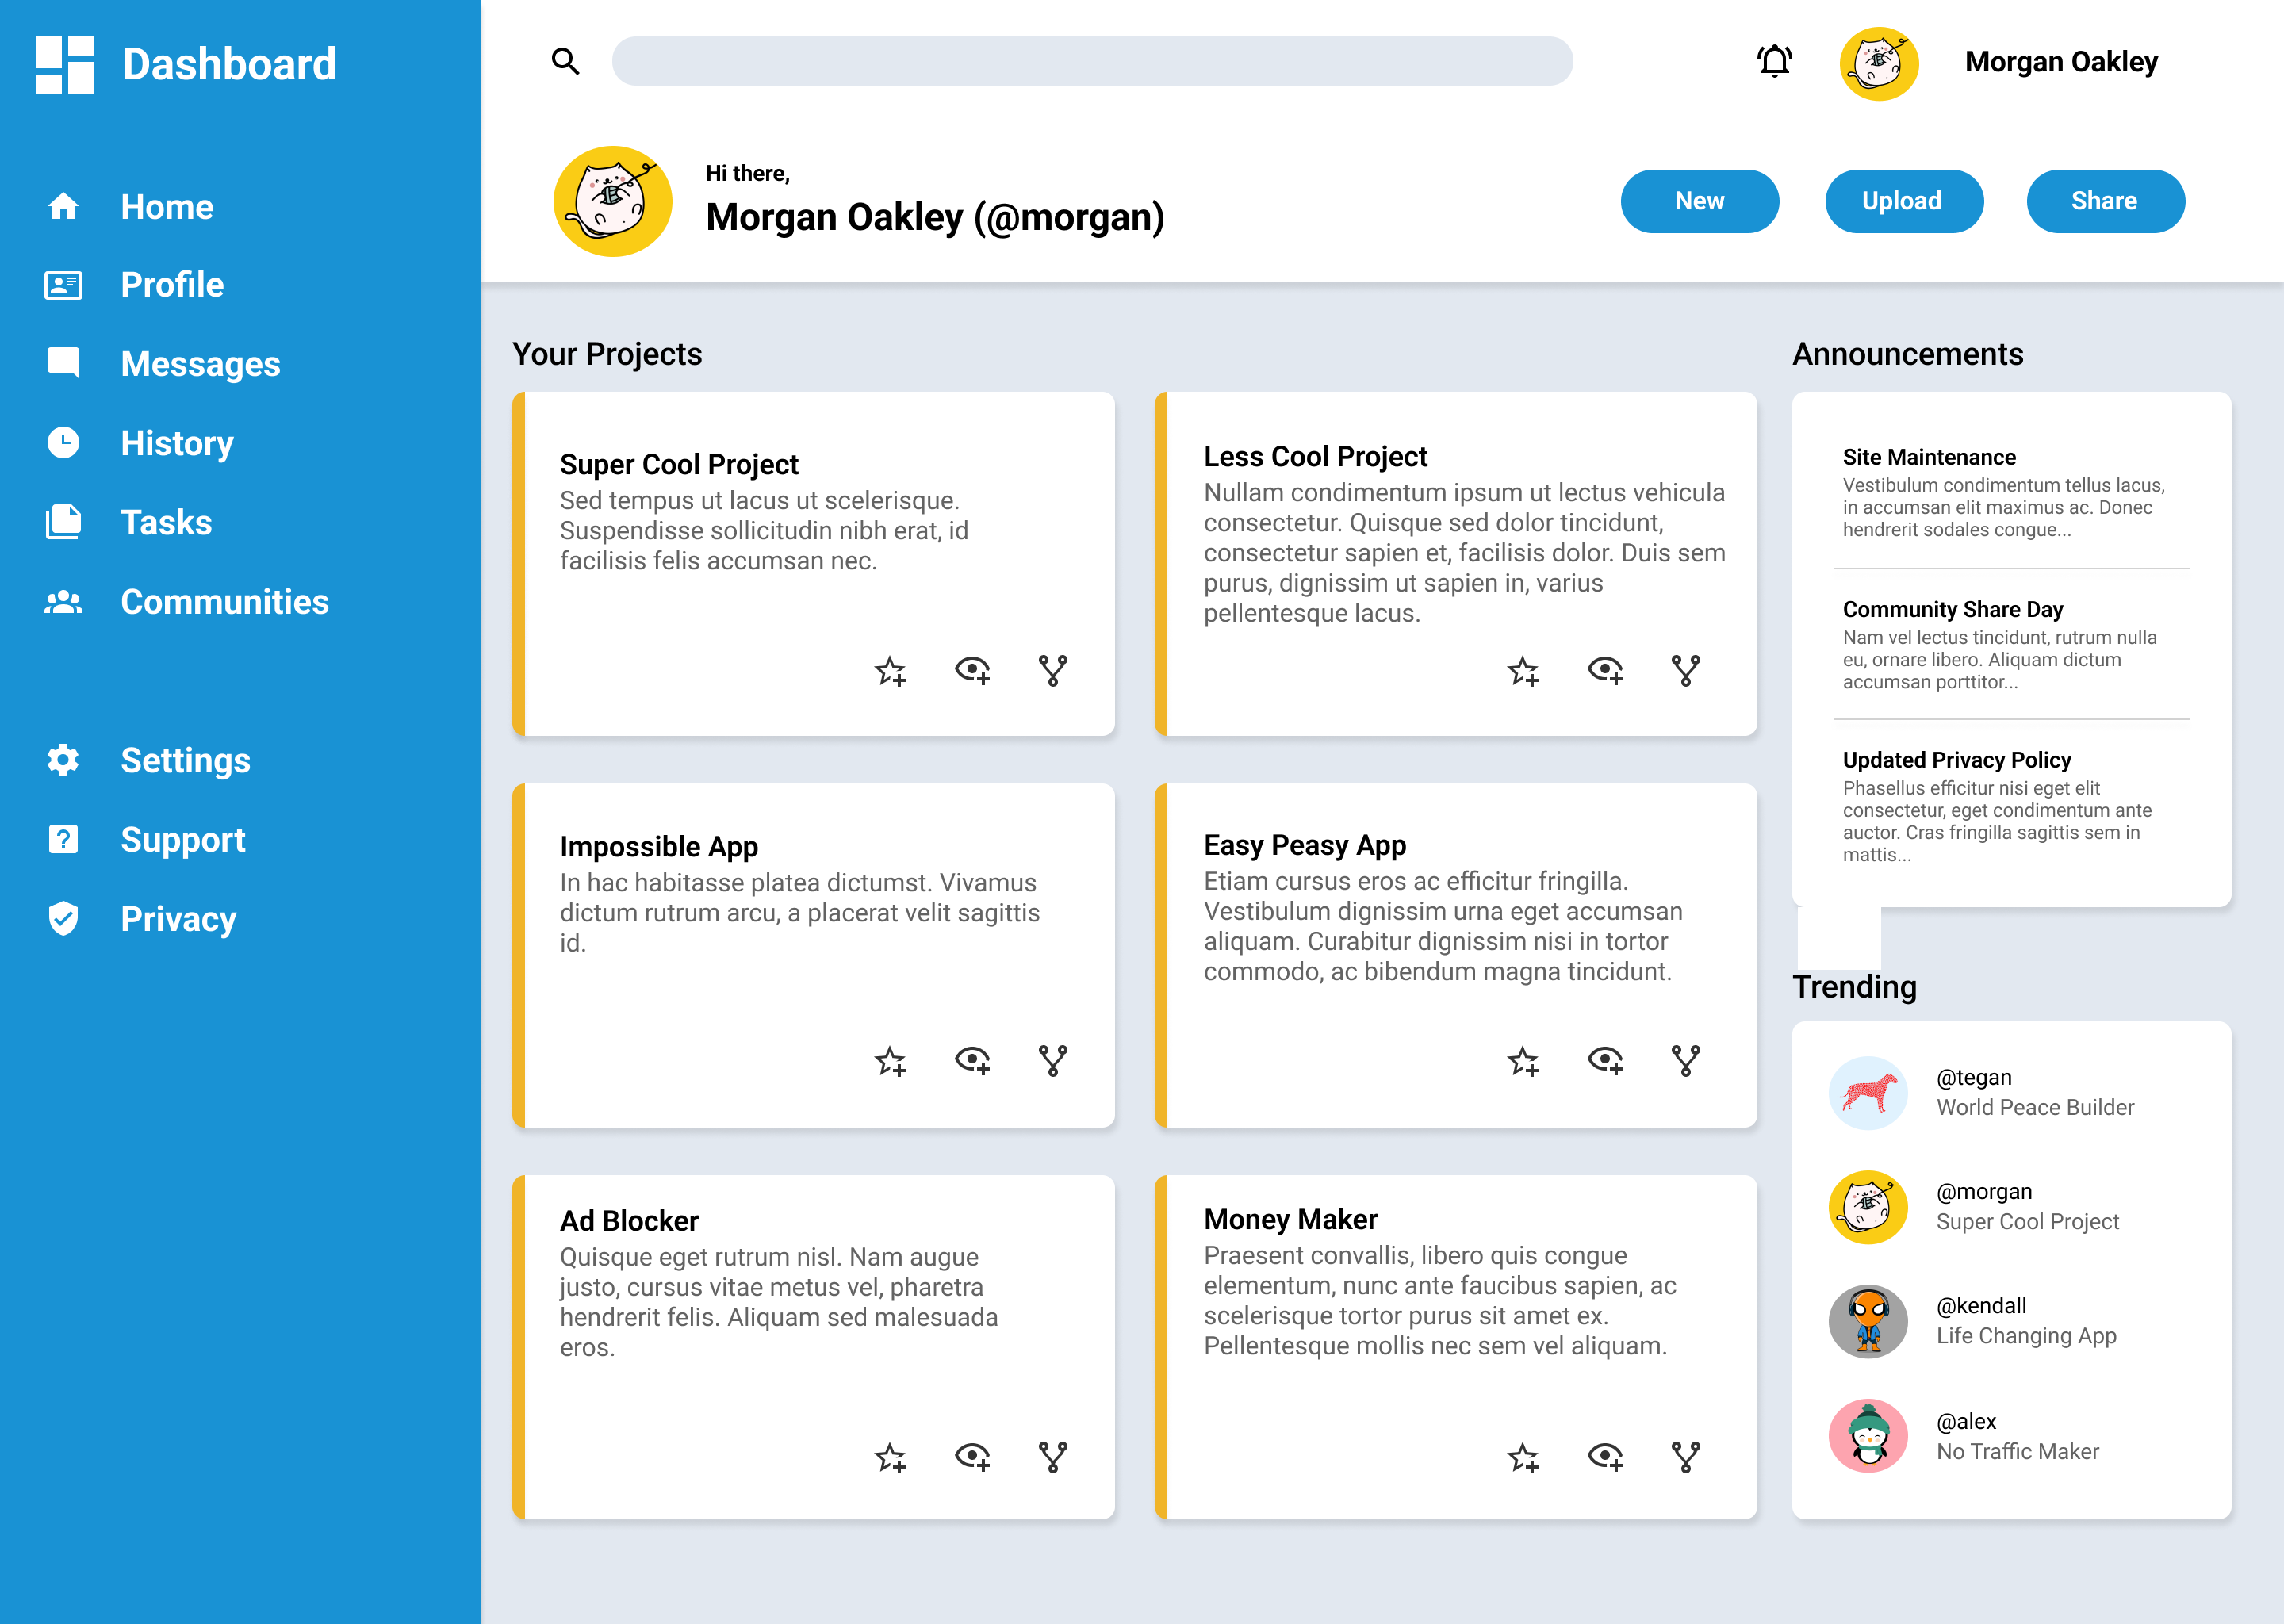 Dashboard
Home
Profile
Messages
History
Tasks
Communities
Settings
Support
Privacy
Morgan Oakley
Hi there,
Morgan Oakley (@morgan)
New
Upload
Share
Your Projects
Super Cool Project
Sed tempus ut lacus ut scelerisque.
Suspendisse sollicitudin nibh erat, id
facilisis felis accumsan nec.
Less Cool Project
Nullam condimentum ipsum ut lectus vehicula
consectetur. Quisque sed dolor tincidunt,
consectetur sapien et, facilisis dolor. Duis sem
purus, dignissim ut sapien in, varius
pellentesque lacus.
Impossible App
In hac habitasse platea dictumst. Vivamus
dictum rutrum arcu, a placerat velit sagittis
id.
Easy Peasy App
Etiam cursus eros ac efficitur fringilla.
Vestibulum dignissim urna eget accumsan
aliquam. Curabitur dignissim nisi in tortor
commodo, ac bibendum magna tincidunt.
Ad Blocker
Quisque eget rutrum nisl. Nam augue
justo, cursus vitae metus vel, pharetra
hendrerit felis. Aliquam sed malesuada
eros.
Money Maker
Praesent convallis, libero quis congue
elementum, nunc ante faucibus sapien, ac
scelerisque tortor purus sit amet ex.
Pellentesque mollis nec sem vel aliquam.
Announcements
Site Maintenance
Vestibulum condimentum tellus lacus,
in accumsan elit maximus ac. Donec
hendrerit sodales congue...
Community Share Day
Nam vel lectus tincidunt, rutrum nulla
eu, ornare libero. Aliquam dictum
accumsan porttitor...
Updated Privacy Policy
Phasellus efficitur nisi eget elit
consectetur, eget condimentum ante
auctor. Cras fringilla sagittis sem in
mattis...
Trending
@tegan
World Peace Builder
@morgan
Super Cool Project
@kendall
Life Changing App
@alex
No Traffic Maker